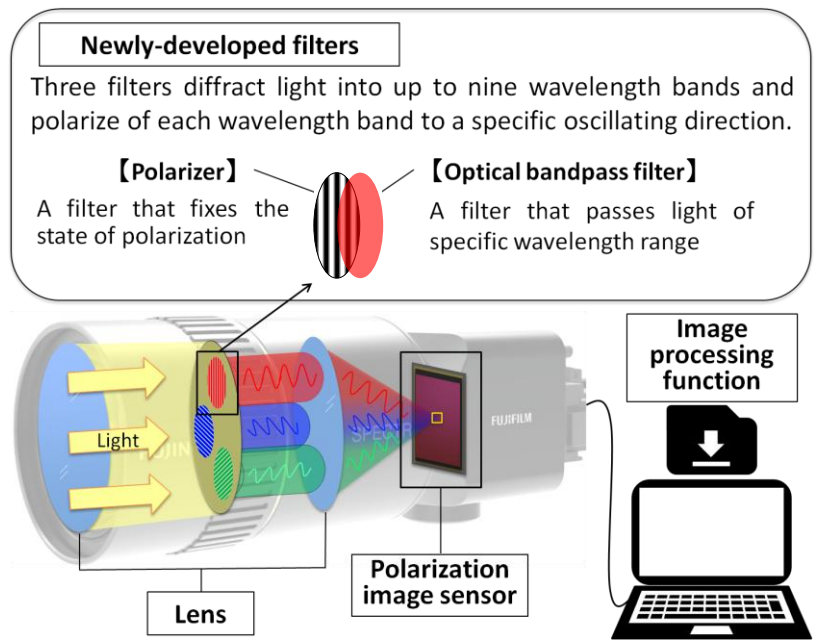 Newly-developed filters
Three filters diffract light into up to nine wavelength bands and
polarize of each wavelength band to a specific oscillating direction.
【Polarizer】
A filter that fixes the
state of polarization
【Optical bandpass filter】
A filter that passes light of
specific wavelength range
Light
FUJIN
SPECTR
FUJIFILM
Image
processing
function
Polarization
image sensor
Lens